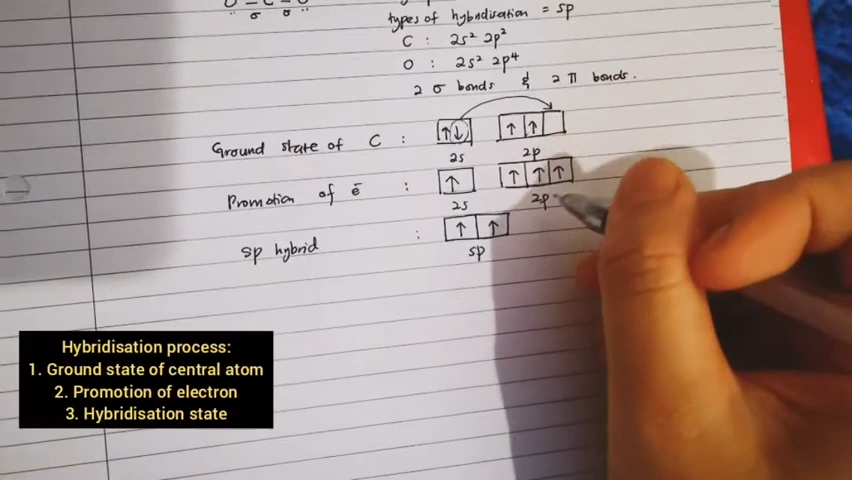 O = C = O
σ σ
types of hybridisation = sp
C : 2s² 2p²
O : 2s² 2p⁴
2 σ bonds & 2 π bonds.
Ground state of C : ↑↓ ↑ ↑
2s 2p
Promotion of ē : ↑ ↑ ↑ ↑
2s 2p
sp hybrid : ↑ ↑
sp
Hybridisation process:
1. Ground state of central atom
2. Promotion of electron
3. Hybridisation state